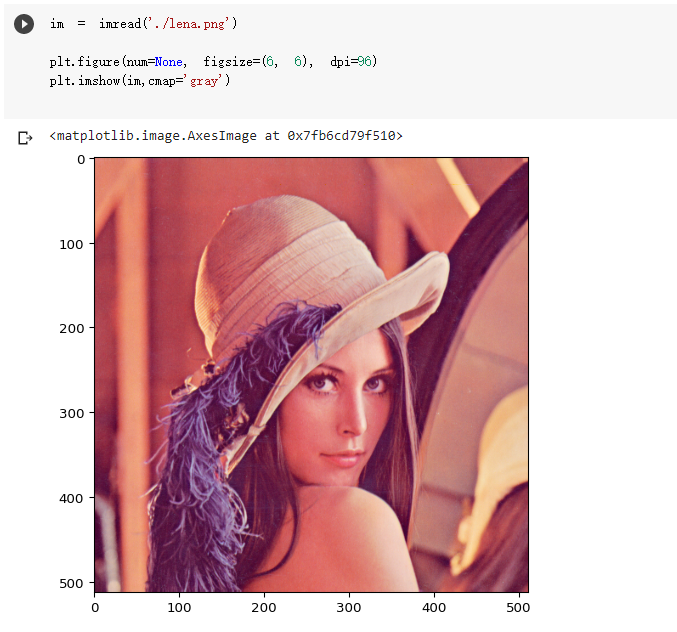 im = imread('./lena.png')
plt.figure(num=None, figsize=(6, 6), dpi=96)
plt.imshow(im,cmap='gray')
<matplotlib.image.AxesImage at 0x7fb6cd79f510>
0
100
200
300
400
500
0 100 200 300 400 500